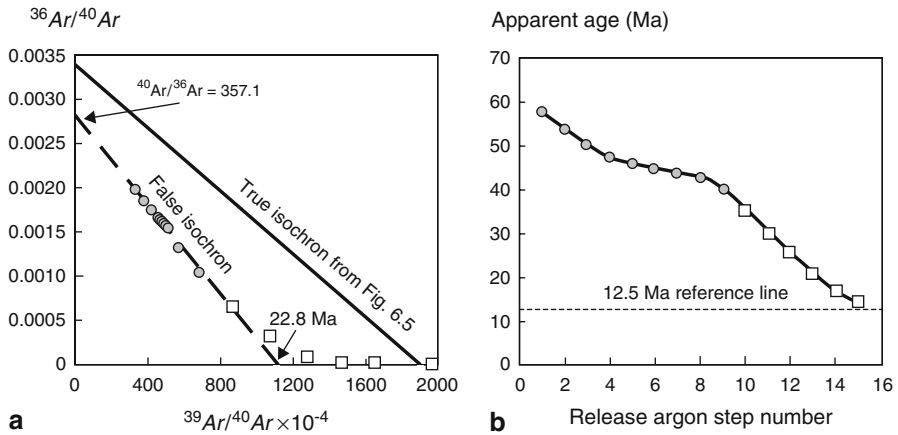 ³⁶Ar/⁴⁰Ar
0.0035
0.0030
0.0025
0.0020
0.0015
0.0010
0.0005
0
⁴⁰Ar/³⁶Ar = 357.1
False isochron
True isochron from Fig. 6.5
22.8 Ma
0 400 800 1200 1600 2000
a
³⁹Ar/⁴⁰Ar×10⁻⁴
Apparent age (Ma)
70
60
50
40
30
20
10
0
12.5 Ma reference line
0 2 4 6 8 10 12 14 16
b
Release argon step number